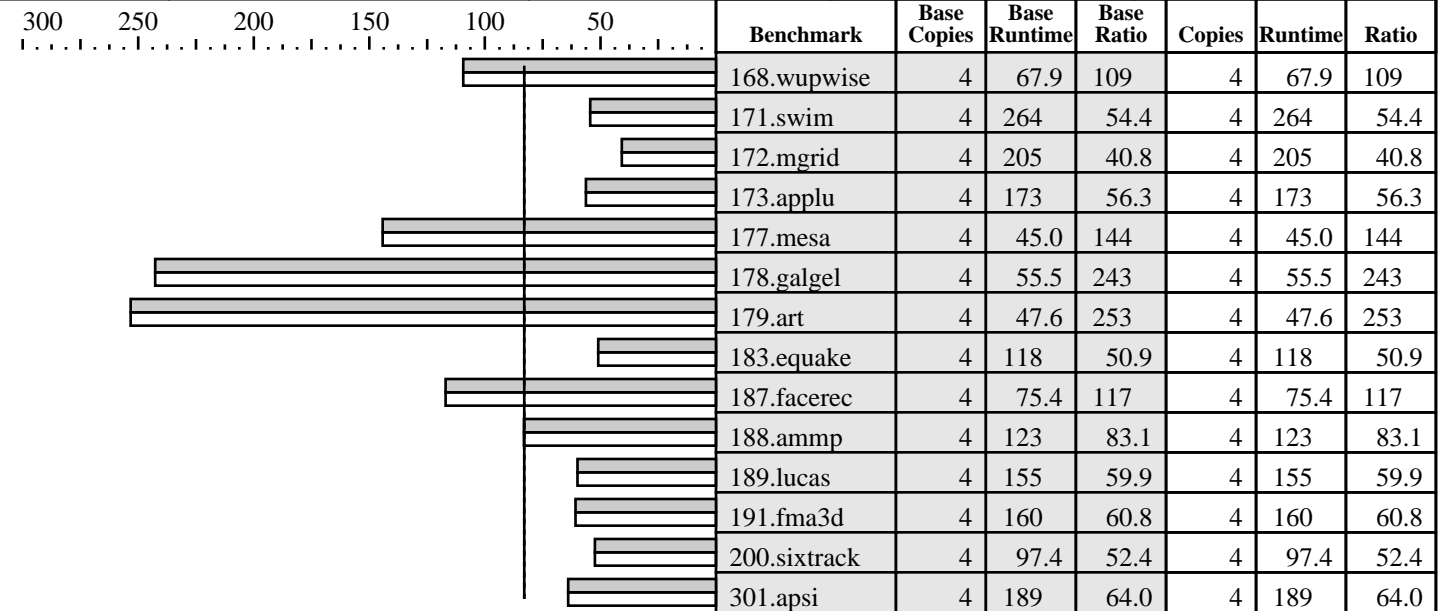 300 250 200 150 100 50
Benchmark Base Copies Base Runtime Base Ratio Copies Runtime Ratio
168.wupwise 4 67.9 109 4 67.9 109
171.swim 4 264 54.4 4 264 54.4
172.mgrid 4 205 40.8 4 205 40.8
173.applu 4 173 56.3 4 173 56.3
177.mesa 4 45.0 144 4 45.0 144
178.galgel 4 55.5 243 4 55.5 243
179.art 4 47.6 253 4 47.6 253
183.equake 4 118 50.9 4 118 50.9
187.facerec 4 75.4 117 4 75.4 117
188.ammp 4 123 83.1 4 123 83.1
189.lucas 4 155 59.9 4 155 59.9
191.fma3d 4 160 60.8 4 160 60.8
200.sixtrack 4 97.4 52.4 4 97.4 52.4
301.apsi 4 189 64.0 4 189 64.0